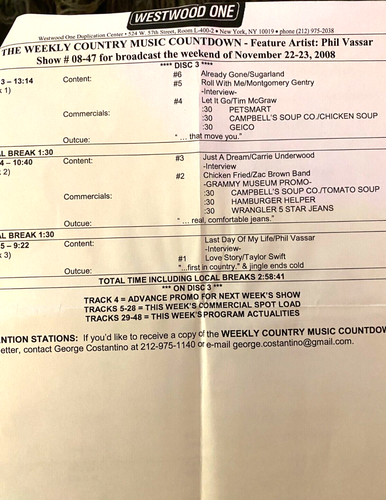 WESTWOOD ONE
Westwood One Duplication Center • 524 W. 57th Street, Room L-400-2 • New York, NY 10019 • phone (212) 975-2038
THE WEEKLY COUNTRY MUSIC COUNTDOWN - Feature Artist: Phil Vassar
Show # 08-47 for broadcast the weekend of November 22-23, 2008
**** DISC 3 ****
3 – 13:14 Content: #6 Already Gone/Sugarland
k 1) #5 Roll With Me/Montgomery Gentry
-Interview-
#4 Let It Go/Tim McGraw
Commercials: :30 PETSMART
:30 CAMPBELL'S SOUP CO./CHICKEN SOUP
:30 GEICO
Outcue: "… that move you."
AL BREAK 1:30
4 – 10:40 Content: #3 Just A Dream/Carrie Underwood
k 2) -Interview
#2 Chicken Fried/Zac Brown Band
-GRAMMY MUSEUM PROMO-
Commercials: :30 CAMPBELL'S SOUP CO./TOMATO SOUP
:30 HAMBURGER HELPER
:30 WRANGLER 5 STAR JEANS
Outcue: "… real, comfortable jeans."
AL BREAK 1:30
5 – 9:22 Content: Last Day Of My Life/Phil Vassar
k 3) -Interview-
#1 Love Story/Taylor Swift
Outcue: "...first in country." & jingle ends cold
TOTAL TIME INCLUDING LOCAL BREAKS 2:58:41
*** ON DISC 3 ***
TRACK 4 = ADVANCE PROMO FOR NEXT WEEK'S SHOW
TRACKS 5-28 = THIS WEEK'S COMMERCIAL SPOT LOAD
TRACKS 29-48 = THIS WEEK'S PROGRAM ACTUALITIES
ENTION STATIONS: If you'd like to receive a copy of the WEEKLY COUNTRY MUSIC COUNTDOW
etter, contact George Costantino at 212-975-1140 or e-mail george.costantino@gmail.com.